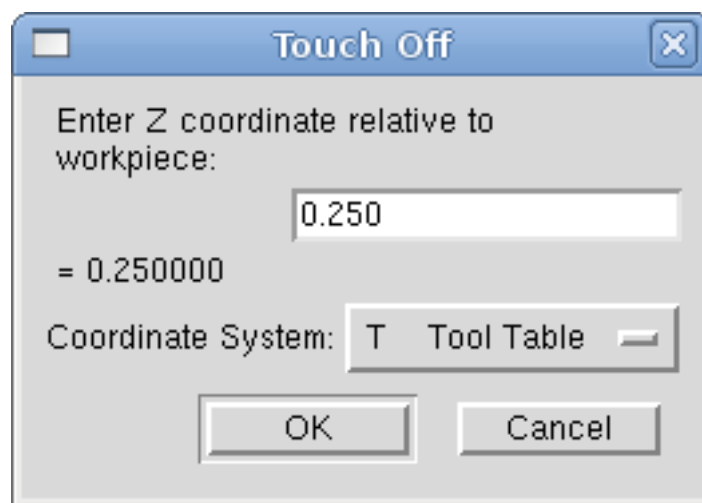 Touch Off
Enter Z coordinate relative to
workpiece:
0.250
= 0.250000
Coordinate System: T Tool Table
OK Cancel